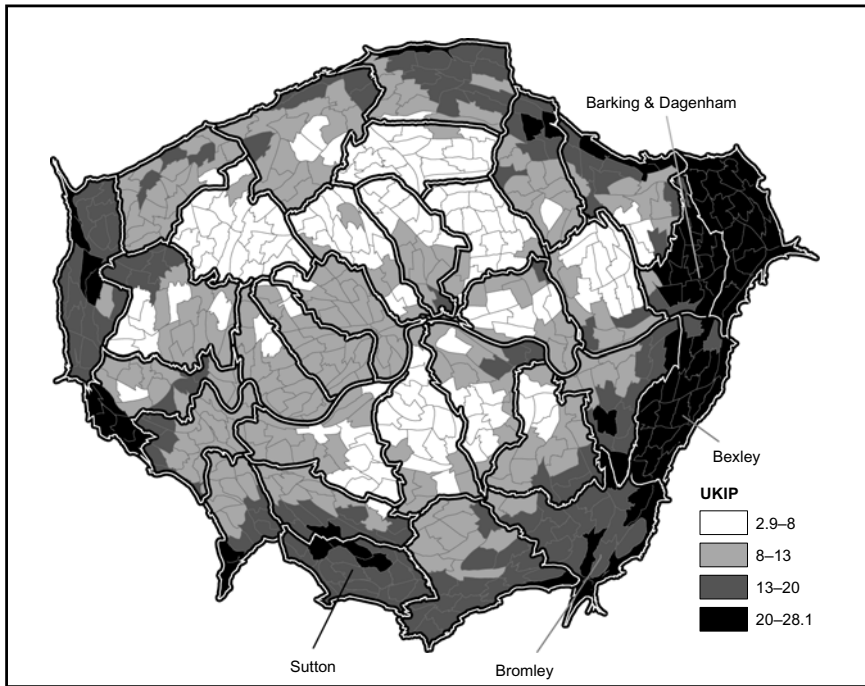 Barking & Dagenham
Bexley
UKIP
2.9–8
8–13
13–20
20–28.1
Sutton
Bromley